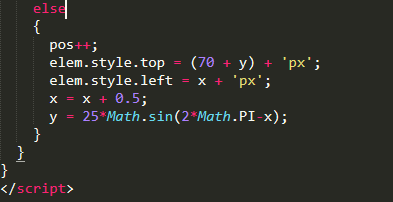 else
{
pos++;
elem.style.top = (70 + y) + 'px';
elem.style.left = x + 'px';
x = x + 0.5;
y = 25*Math.sin(2*Math.PI-x);
}
}
}
</script>